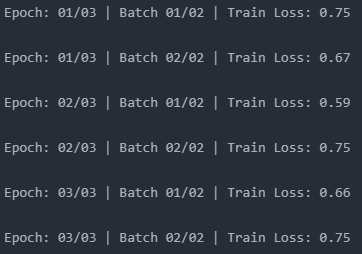 Epoch: 01/03 | Batch 01/02 | Train Loss: 0.75
Epoch: 01/03 | Batch 02/02 | Train Loss: 0.67
Epoch: 02/03 | Batch 01/02 | Train Loss: 0.59
Epoch: 02/03 | Batch 02/02 | Train Loss: 0.75
Epoch: 03/03 | Batch 01/02 | Train Loss: 0.66
Epoch: 03/03 | Batch 02/02 | Train Loss: 0.75